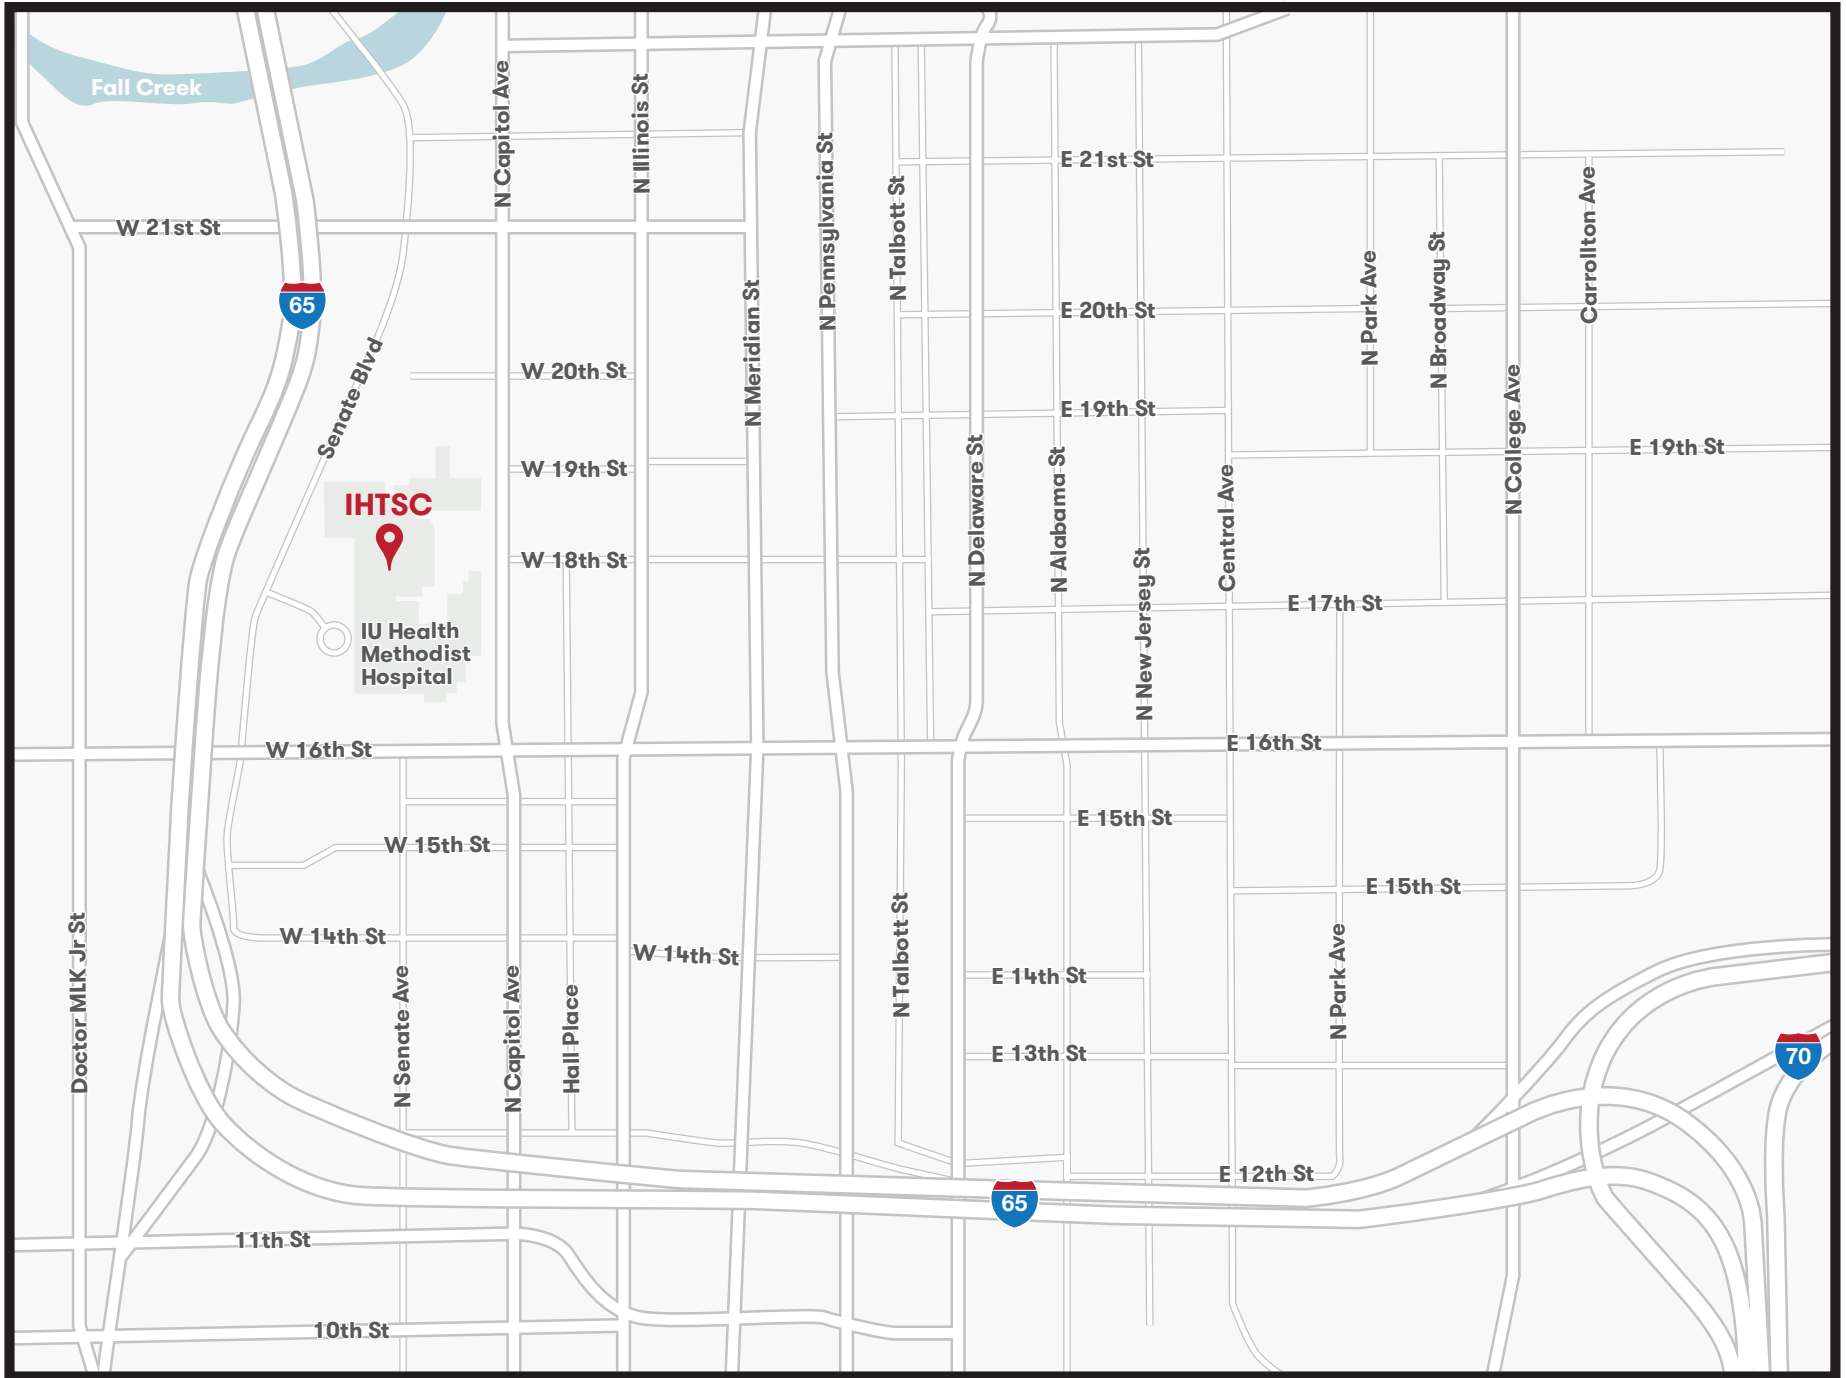 Fall Creek
N Capitol Ave
N Illinois St
N Pennsylvania St
E 21st St
N Talbott St
Carrollton Ave
W 21st St
N Park Ave
N Broadway St
65
N Meridian St
E 20th St
Senate Blvd
W 20th St
N College Ave
E 19th St
N Delaware St
N Alabama St
E 19th St
W 19th St
Central Ave
IHTSC
W 18th St
N New Jersey St
E 17th St
IU Health
Methodist
Hospital
W 16th St
E 16th St
E 15th St
W 15th St
E 15th St
N Talbott St
Doctor MLK Jr St
W 14th St
W 14th St
N Park Ave
N Senate Ave
N Capitol Ave
Hall Place
E 14th St
E 13th St
70
E 12th St
65
11th St
10th St